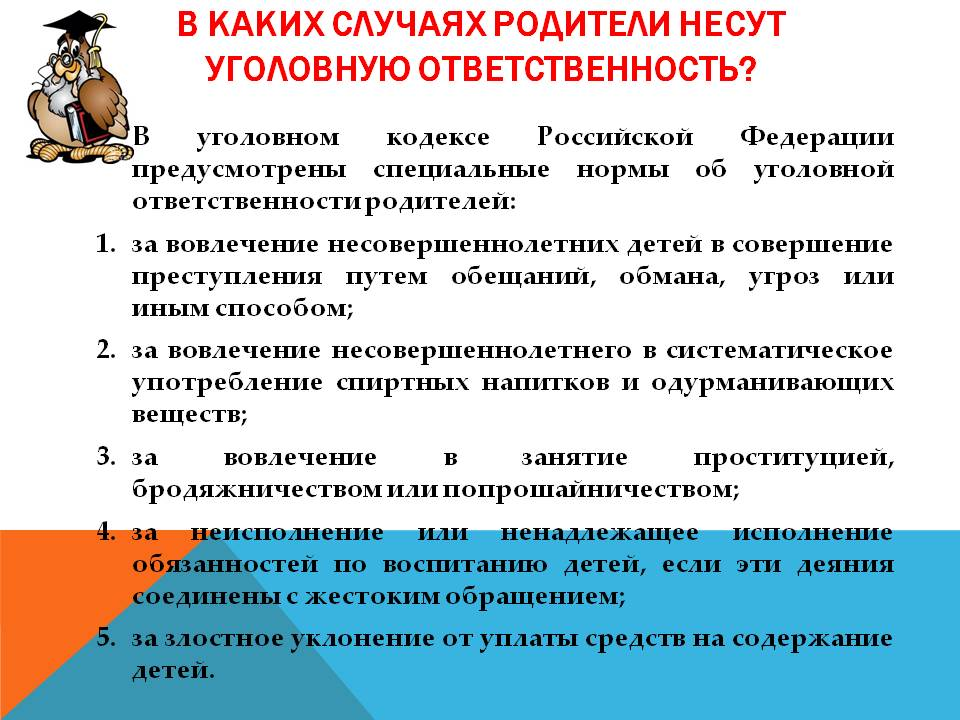 В КАКИХ СЛУЧАЯХ РОДИТЕЛИ НЕСУТ
УГОЛОВНУЮ ОТВЕТСТВЕННОСТЬ?
В уголовном кодексе Российской Федерации
предусмотрены специальные нормы об уголовной
ответственности родителей:
1. за вовлечение несовершеннолетних детей в совершение
преступления путем обещаний, обмана, угроз или
иным способом;
2. за вовлечение несовершеннолетнего в систематическое
употребление спиртных напитков и одурманивающих
веществ;
3. за вовлечение в занятие проституцией,
бродяжничеством или попрошайничеством;
4. за неисполнение или ненадлежащее исполнение
обязанностей по воспитанию детей, если эти деяния
соединены с жестоким обращением;
5. за злостное уклонение от уплаты средств на содержание
детей.